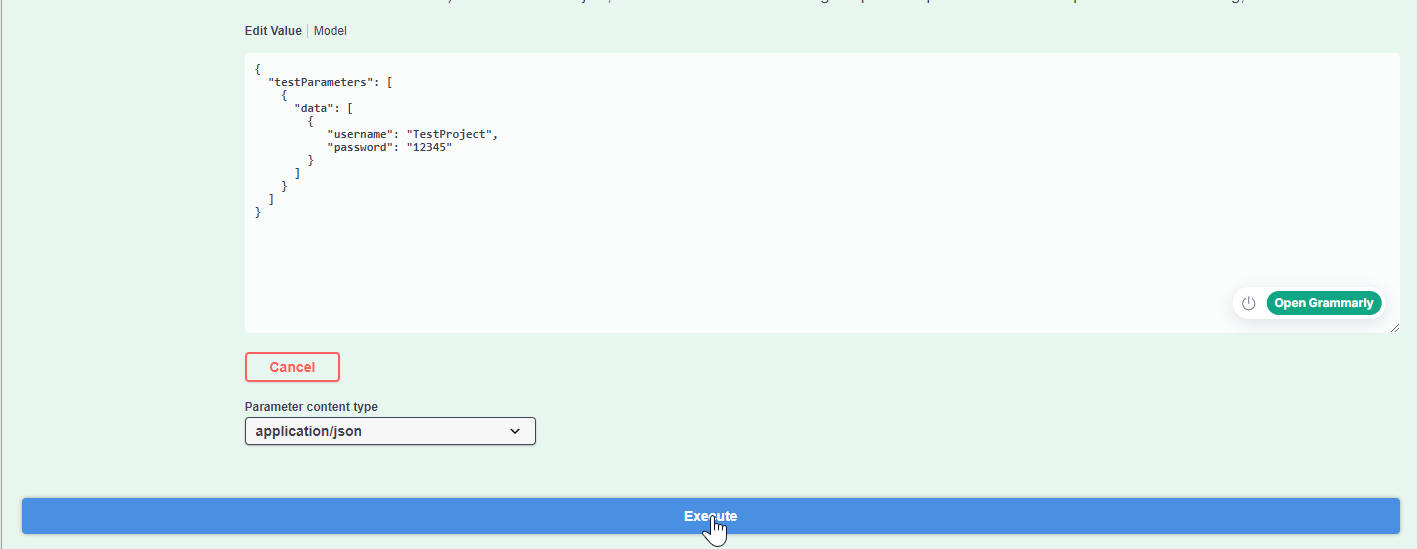 Edit Value | Model
{
  "testParameters": [
    {
      "data": [
        {
           "username": "TestProject",
           "password": "12345"
        }
      ]
    }
  ]
}
Open Grammarly
Cancel
Parameter content type
application/json
Execute